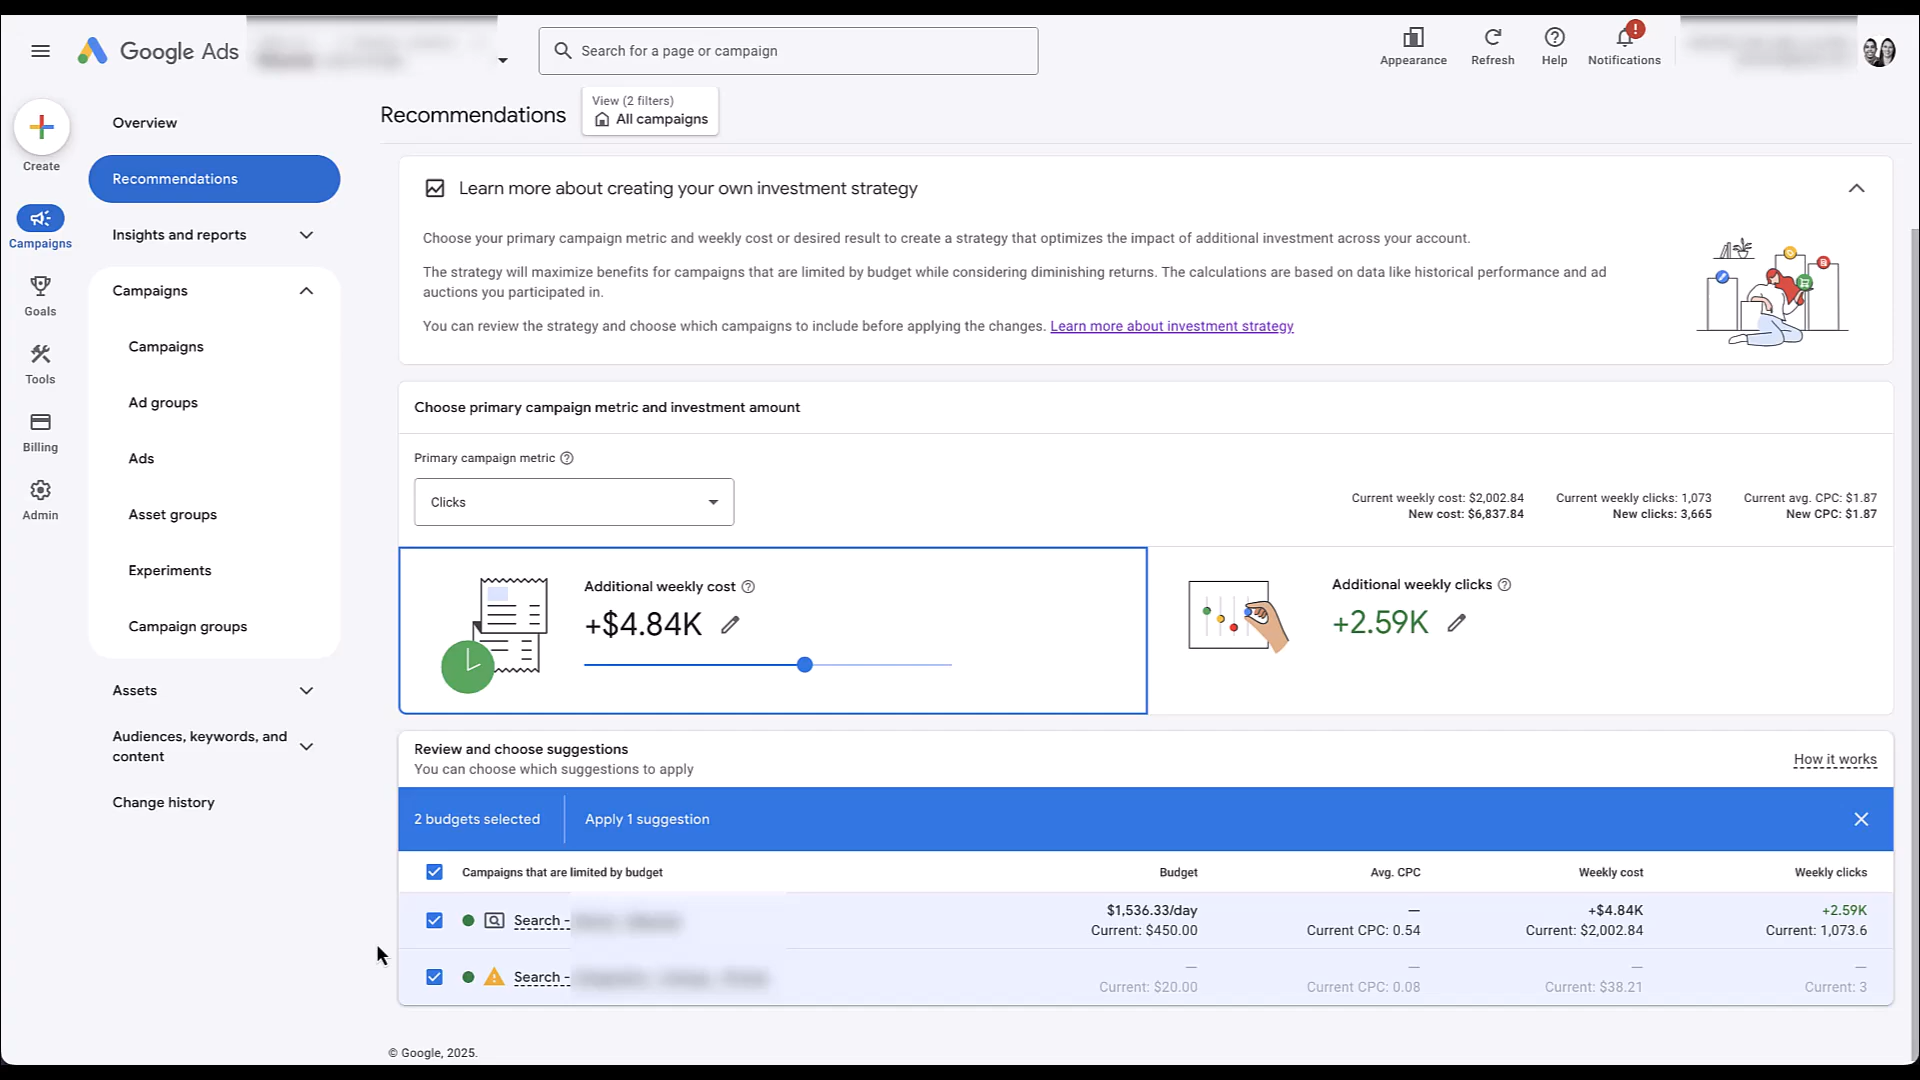 Google Ads
Search for a page or campaign
Appearance
Refresh
Help
Notifications
!
Create
Campaigns
Goals
Tools
Billing
Admin
Overview
Recommendations
Insights and reports
Campaigns
Campaigns
Ad groups
Ads
Asset groups
Experiments
Campaign groups
Assets
Audiences, keywords, and
content
Change history
Recommendations
View (2 filters)
All campaigns
Learn more about creating your own investment strategy
Choose your primary campaign metric and weekly cost or desired result to create a strategy that optimizes the impact of additional investment across your account.
The strategy will maximize benefits for campaigns that are limited by budget while considering diminishing returns. The calculations are based on data like historical performance and ad
auctions you participated in.
You can review the strategy and choose which campaigns to include before applying the changes. Learn more about investment strategy
Choose primary campaign metric and investment amount
Primary campaign metric
Clicks
Current weekly cost: $2,002.84 Current weekly clicks: 1,073 Current avg. CPC: $1.87
New cost: $6,837.84 New clicks: 3,665 New CPC: $1.87
Additional weekly cost
+$4.84K
Additional weekly clicks
+2.59K
Review and choose suggestions
You can choose which suggestions to apply
How it works
2 budgets selected Apply 1 suggestion
Campaigns that are limited by budget Budget Avg. CPC Weekly cost Weekly clicks
Search - $1,536.33/day — +$4.84K +2.59K
Current: $450.00 Current CPC: 0.54 Current: $2,002.84 Current: 1,073.6
Search - — — — —
Current: $20.00 Current CPC: 0.08 Current: $38.21 Current: 3
© Google, 2025.